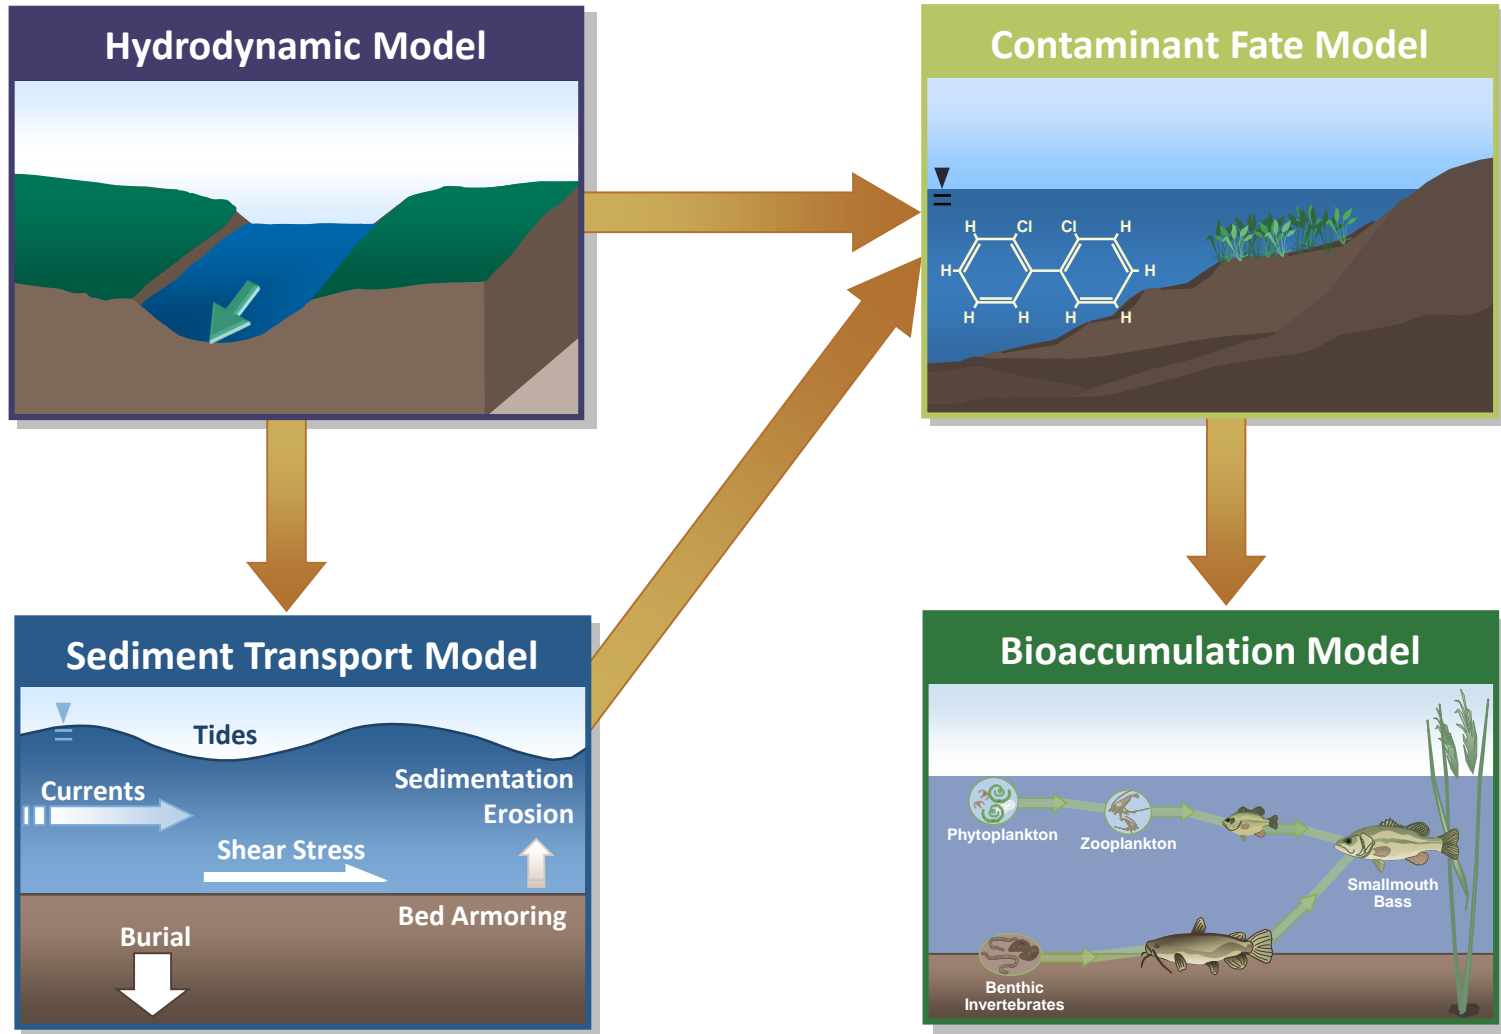 Hydrodynamic Model
Contaminant Fate Model
H
Cl
Cl
H
H
H
H
H
H
H
Sediment Transport Model
Tides
Currents
Sedimentation
Erosion
Shear Stress
Bed Armoring
Burial
Bioaccumulation Model
Phytoplankton
Zooplankton
Smallmouth
Bass
Benthic
Invertebrates